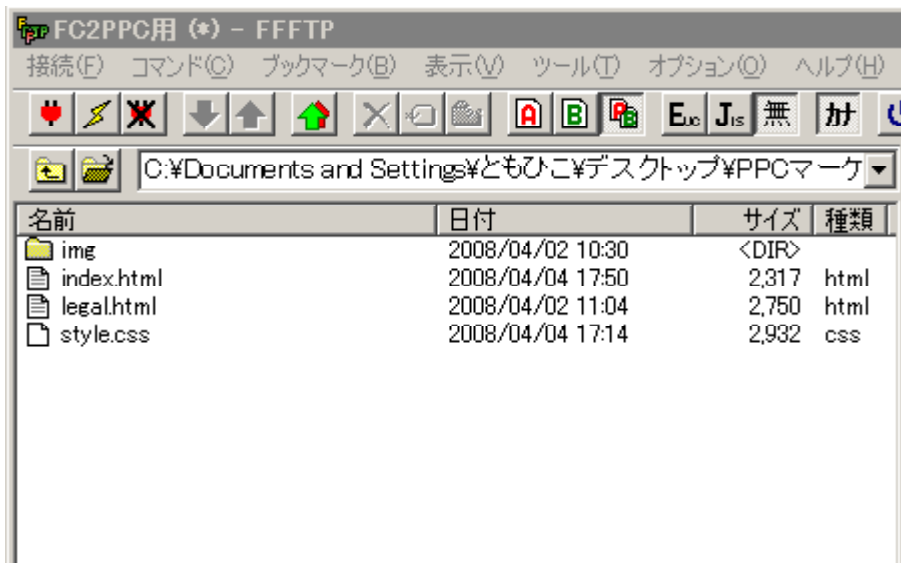 FC2PPC用 (*) - FFFTP
接続(F) コマンド(C) ブックマーク(B) 表示(V) ツール(T) オプション(O) ヘルプ(H)
A B B Euc Jis 無 カナ
C:¥Documents and Settings¥ともひこ¥デスクトップ¥PPCマーケ
名前 日付 サイズ 種類
img 2008/04/02 10:30 <DIR>
index.html 2008/04/04 17:50 2,317 html
legal.html 2008/04/02 11:04 2,750 html
style.css 2008/04/04 17:14 2,932 css